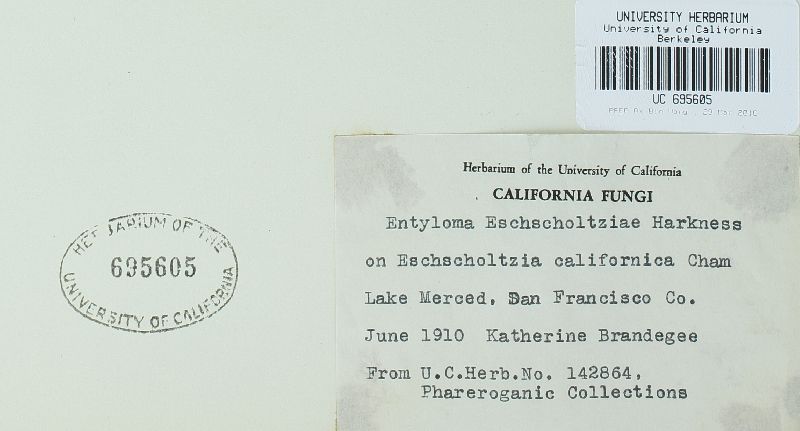 UNIVERSITY HERBARIUM
University of California
Berkeley
UC 695605
Herbarium of the University of California
CALIFORNIA FUNGI
Entyloma Eschscholtziae Harkness
on Eschscholtzia californica Cham
Lake Merced, San Francisco Co.
June 1910 Katherine Brandegee
From U.C.Herb.No. 142864,
Phareroganic Collections
HERBARIUM OF THE
695605
UNIVERSITY OF CALIFORNIA